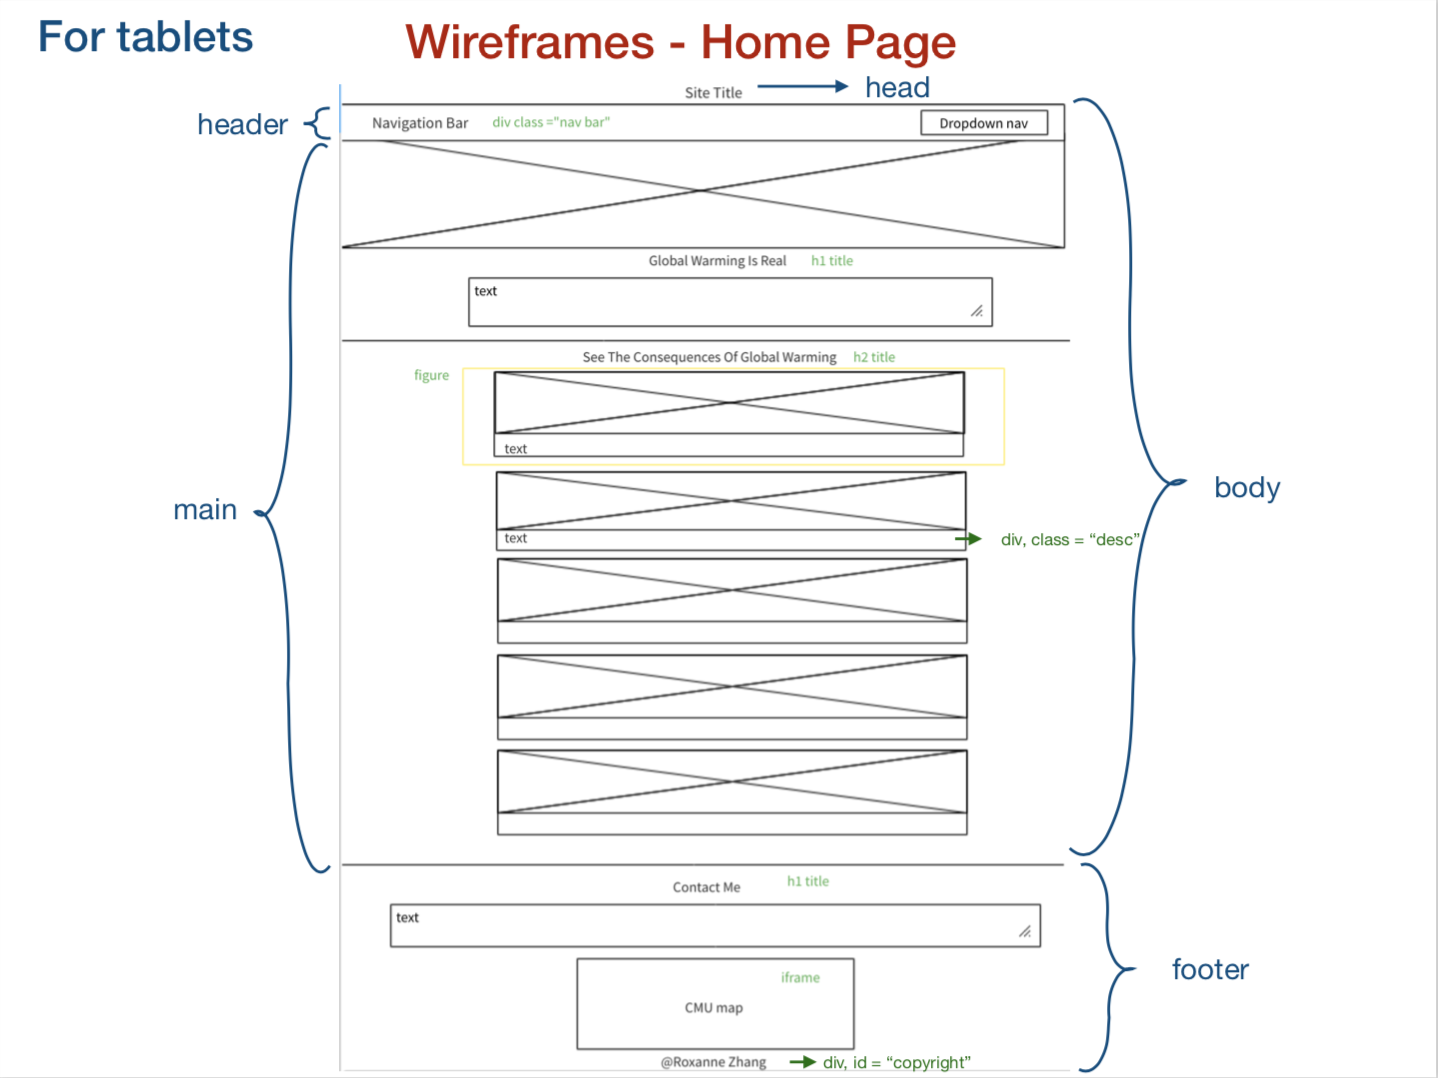 For tablets
Wireframes - Home Page
Site Title
head
header
Navigation Bar
div class ="nav bar"
Dropdown nav
Global Warming Is Real
h1 title
text
See The Consequences Of Global Warming
h2 title
figure
text
body
main
text
div, class = “desc”
Contact Me
h1 title
text
footer
iframe
CMU map
@Roxanne Zhang
div, id = “copyright”